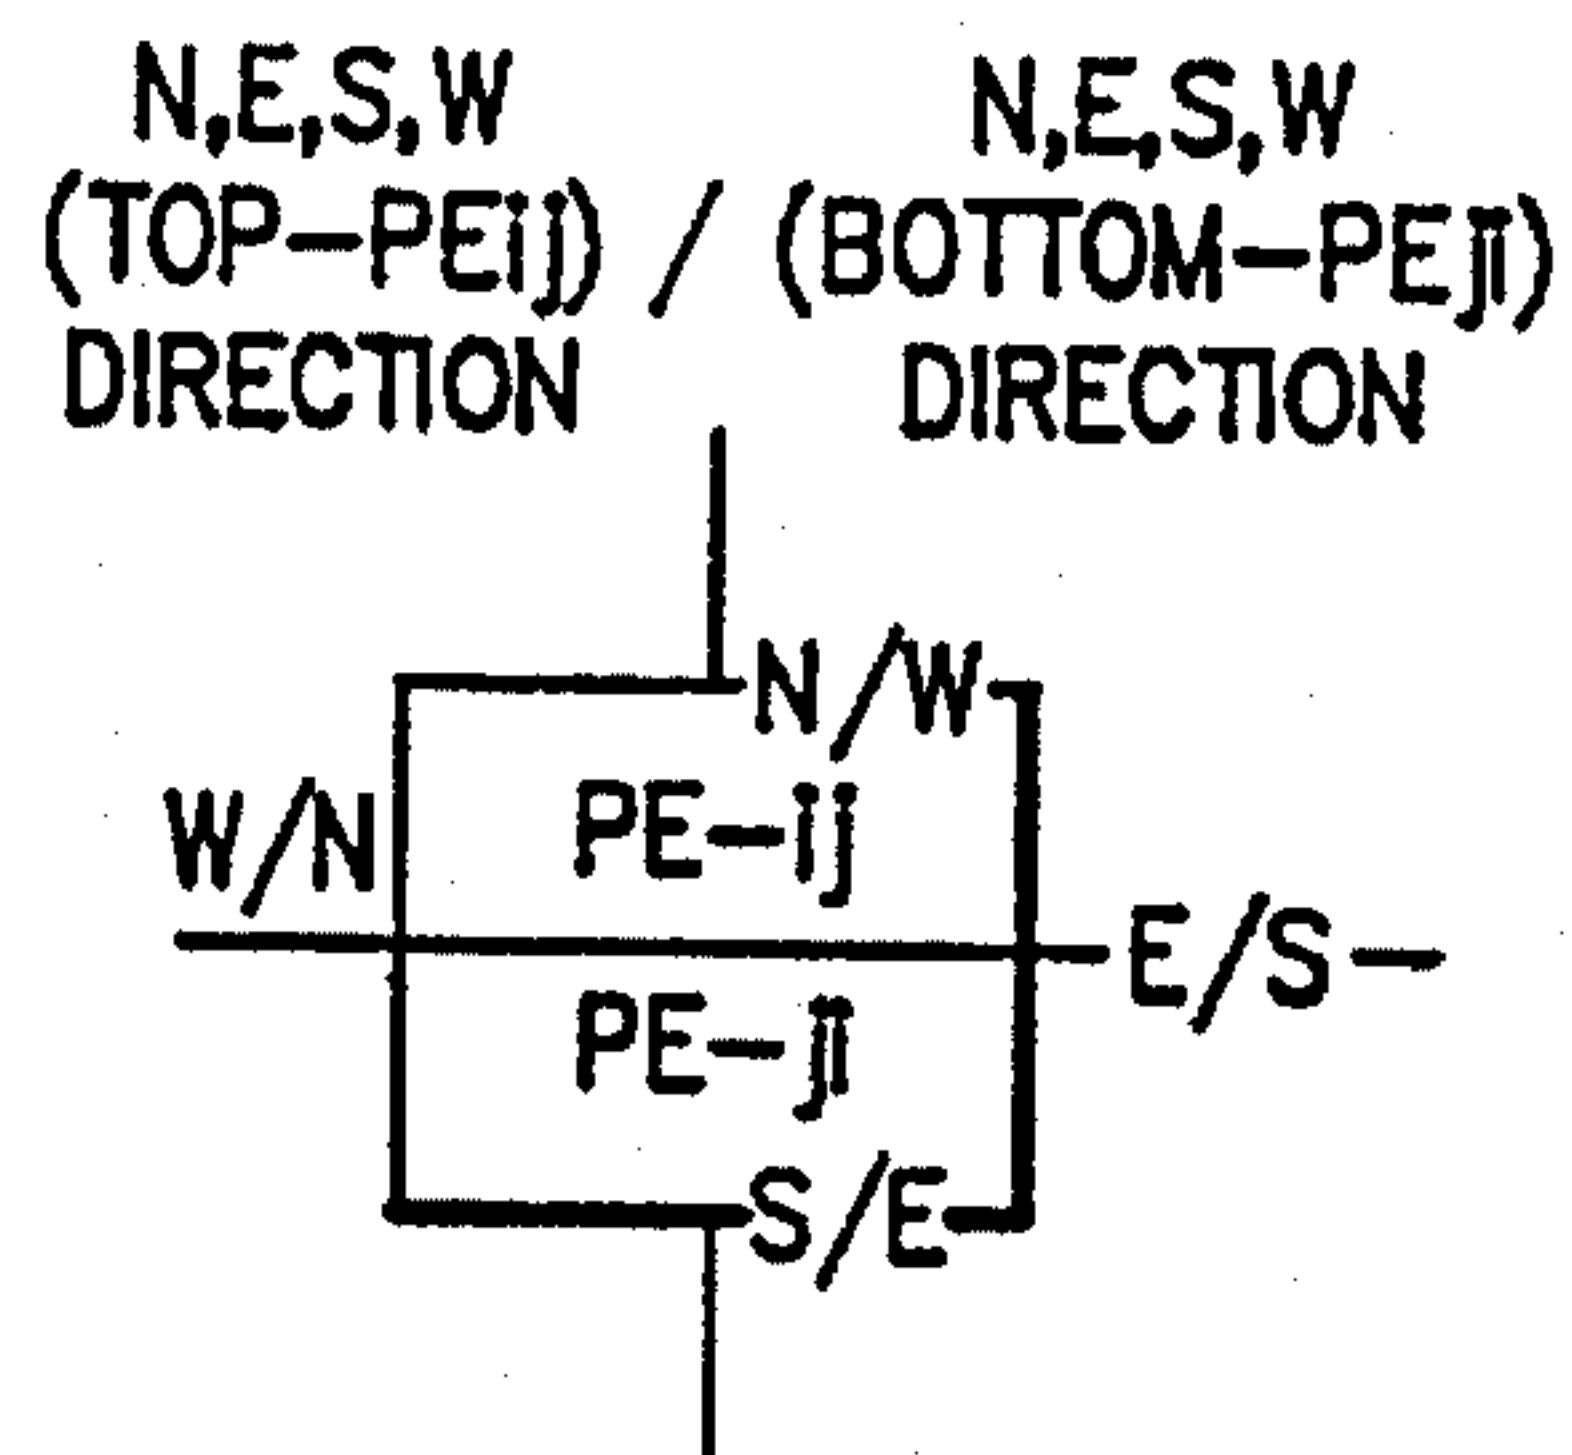 N,E,S,W N,E,S,W
(TOP-PEij) / (BOTTOM-PEji)
DIRECTION DIRECTION
N/W
PE-ij
W/N
E/S
PE-ji
S/E